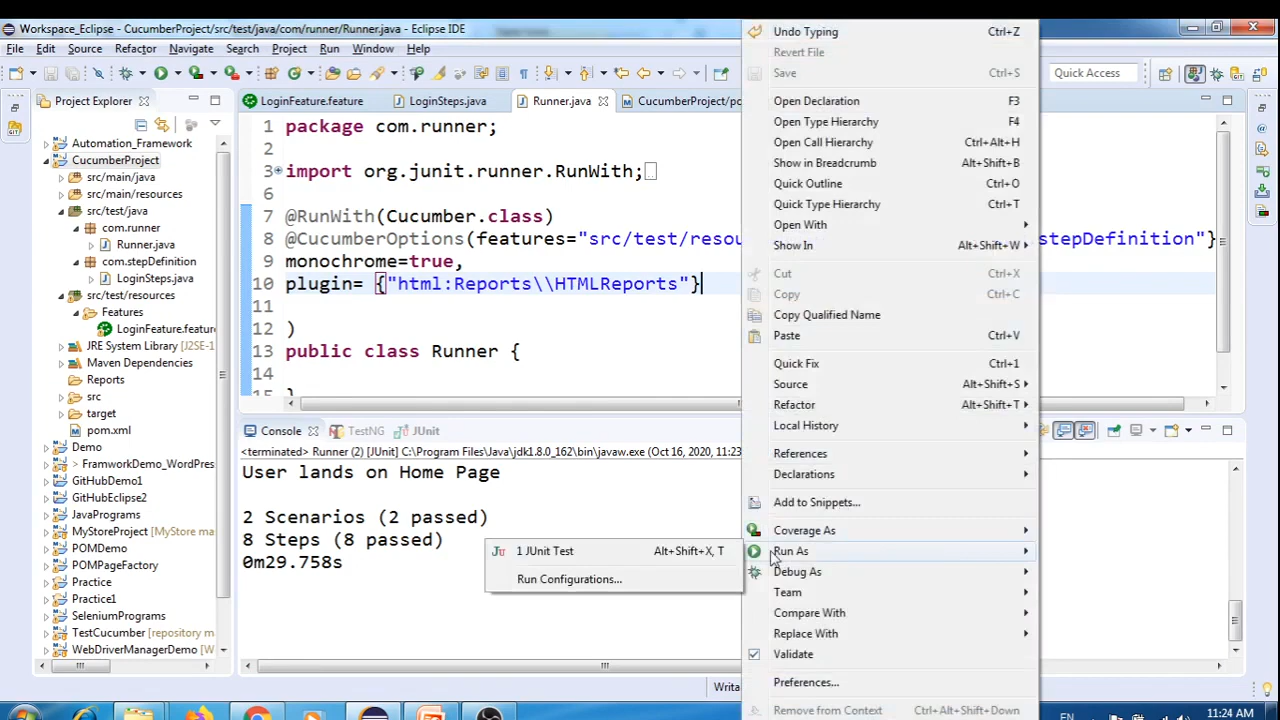 Workspace_Eclipse - CucumberProject/src/test/java/com/runner/Runner.java - Eclipse IDE
File Edit Source Refactor Navigate Search Project Run Window Help
Quick Access
Project Explorer
LoginFeature.feature
LoginSteps.java
Runner.java
CucumberProject/po
Automation_Framework
CucumberProject
src/main/java
src/main/resources
src/test/java
com.runner
Runner.java
com.stepDefinition
LoginSteps.java
src/test/resources
Features
LoginFeature.featur
JRE System Library [J2SE-1
Maven Dependencies
Reports
src
target
pom.xml
Demo
FramworkDemo_WordPres
GitHubDemo1
GitHubEclipse2
JavaPrograms
MyStoreProject [MyStore ma
POMDemo
POMPageFactory
Practice
Practice1
SeleniumPrograms
TestCucumber [repository m
WebDriverManagerDemo [W
1 package com.runner;
2
3 import org.junit.runner.RunWith;
6
7 @RunWith(Cucumber.class)
8 @CucumberOptions(features="src/test/resou stepDefinition"}
9 monochrome=true,
10 plugin= {"html:Reports\\HTMLReports"}
11
12 )
13 public class Runner {
14
15 }
Console TestNG JUnit
<terminated> Runner (2) [JUnit] C:\Program Files\Java\jdk1.8.0_162\bin\javaw.exe (Oct 16, 2020, 11:23
User lands on Home Page
2 Scenarios (2 passed)
8 Steps (8 passed)
0m29.758s
1 JUnit Test Alt+Shift+X, T
Run Configurations...
Undo Typing Ctrl+Z
Revert File
Save Ctrl+S
Open Declaration F3
Open Type Hierarchy F4
Open Call Hierarchy Ctrl+Alt+H
Show in Breadcrumb Alt+Shift+B
Quick Outline Ctrl+O
Quick Type Hierarchy Ctrl+T
Open With
Show In Alt+Shift+W
Cut Ctrl+X
Copy Ctrl+C
Copy Qualified Name
Paste Ctrl+V
Quick Fix Ctrl+1
Source Alt+Shift+S
Refactor Alt+Shift+T
Local History
References
Declarations
Add to Snippets...
Coverage As
Run As
Debug As
Team
Compare With
Replace With
Validate
Preferences...
Remove from Context Ctrl+Alt+Shift+Down
Writa
EN
11:24 AM